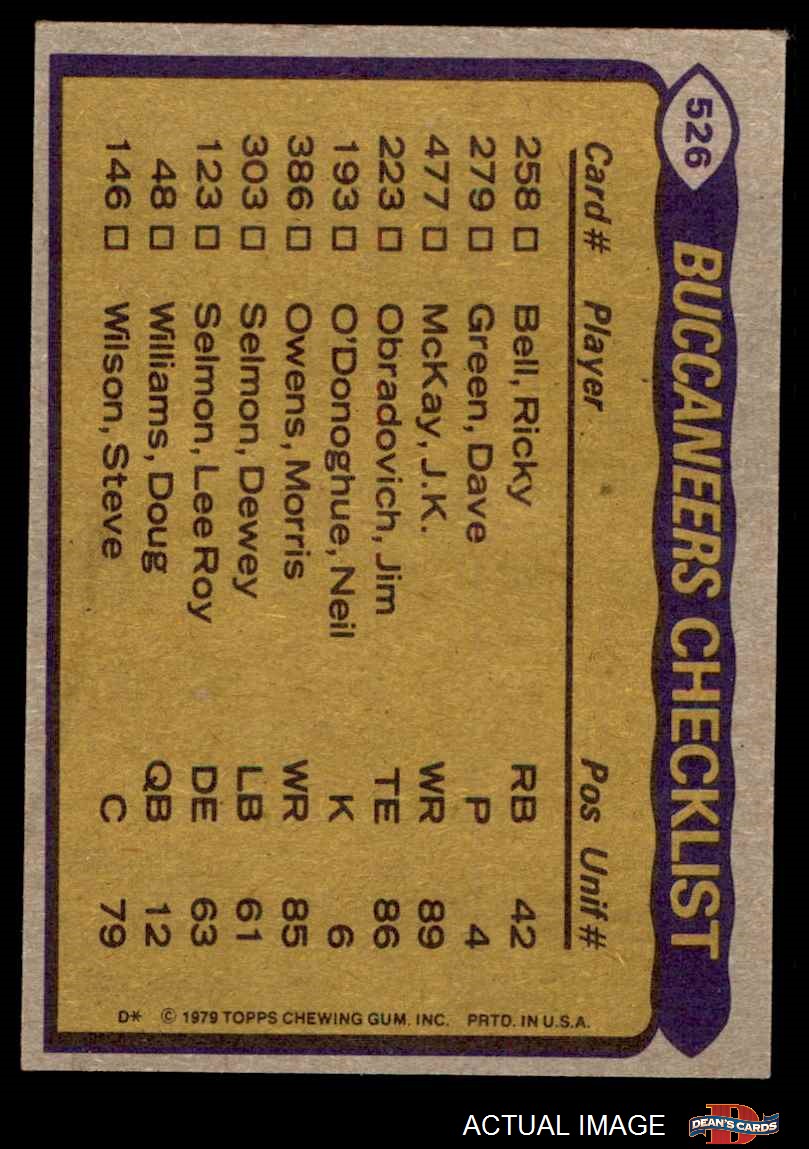 526
BUCCANEERS CHECKLIST
Card # Player Pos Unif #
258 □ Bell, Ricky RB 42
279 □ Green, Dave P 4
477 □ McKay, J.K. WR 89
223 □ Obradovich, Jim TE 86
193 □ O'Donoghue, Neil K 6
386 □ Owens, Morris WR 85
303 □ Selmon, Dewey LB 61
123 □ Selmon, Lee Roy DE 63
48 □ Williams, Doug QB 12
146 □ Wilson, Steve C 79
D* © 1979 TOPPS CHEWING GUM. INC. PRTD. IN U.S.A.
ACTUAL IMAGE
D
DEAN'S CARDS